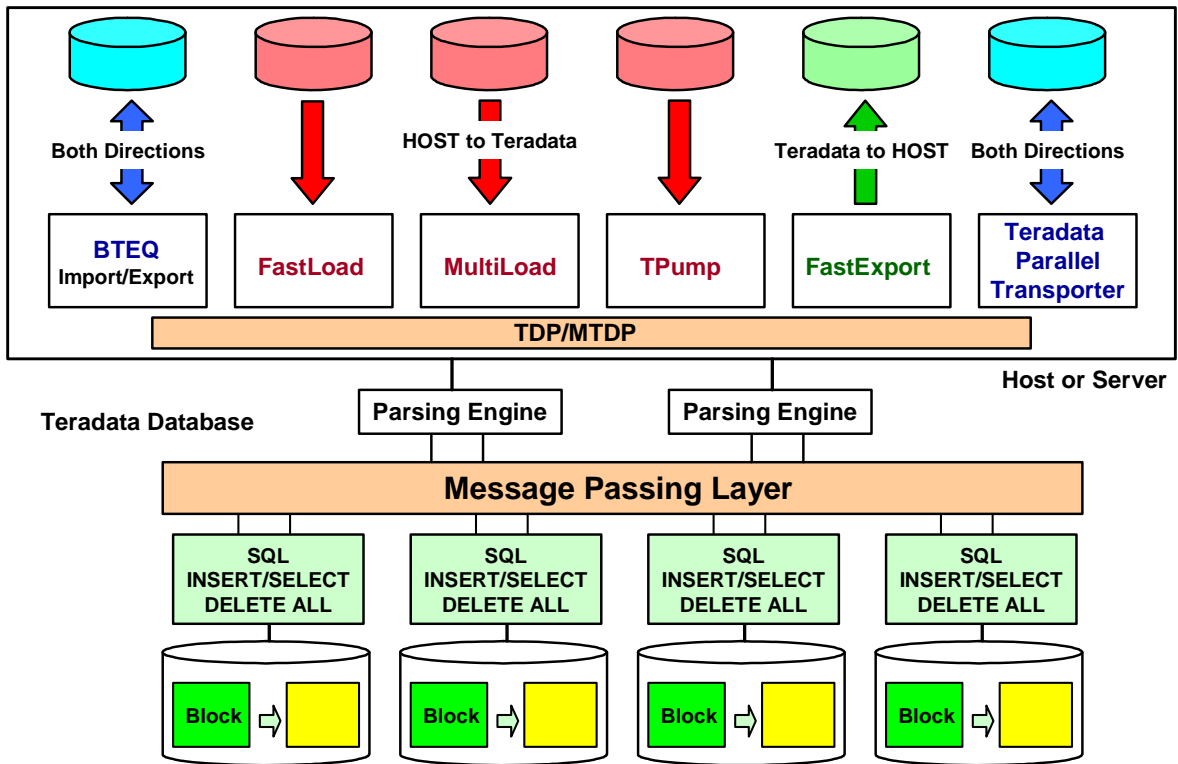 Both Directions
HOST to Teradata
Teradata to HOST
Both Directions
BTEQ
Import/Export
FastLoad
MultiLoad
TPump
FastExport
Teradata
Parallel
Transporter
TDP/MTDP
Host or Server
Teradata Database
Parsing Engine
Parsing Engine
Message Passing Layer
SQL
INSERT/SELECT
DELETE ALL
SQL
INSERT/SELECT
DELETE ALL
SQL
INSERT/SELECT
DELETE ALL
SQL
INSERT/SELECT
DELETE ALL
Block
Block
Block
Block